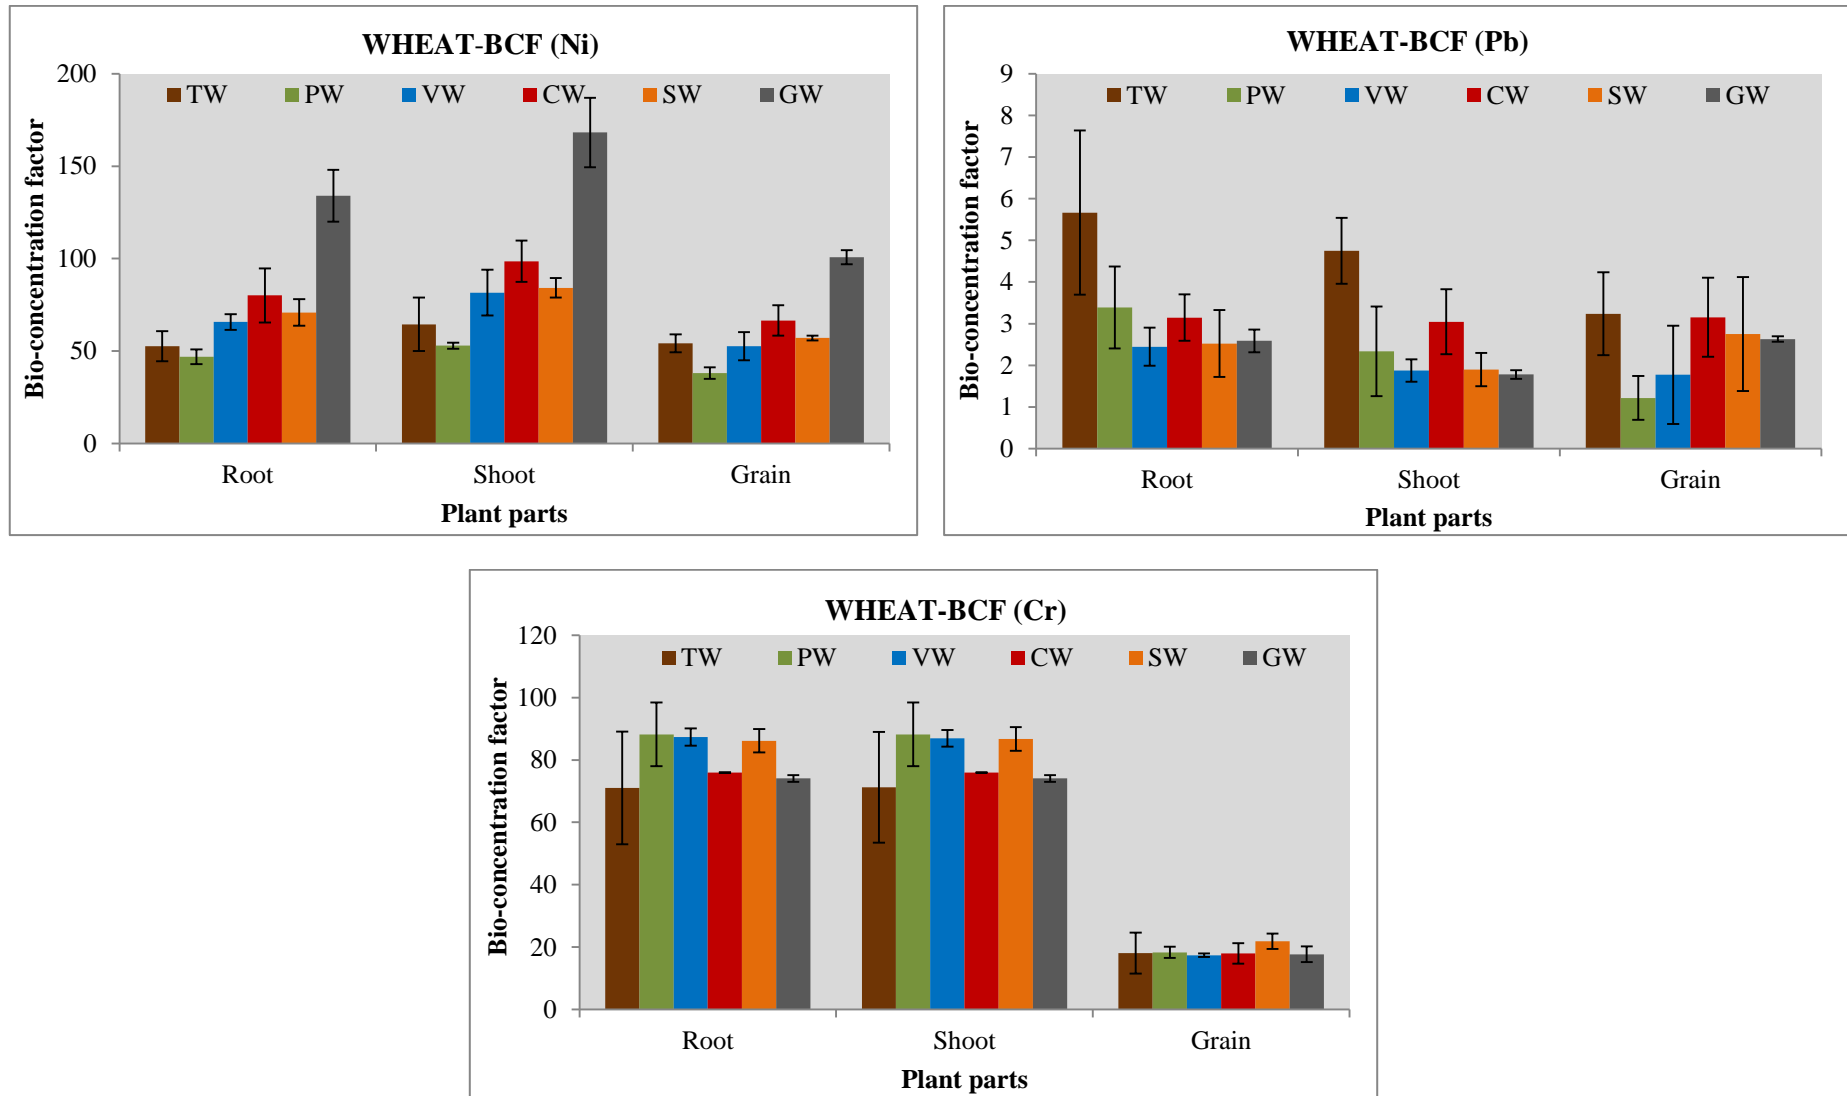 WHEAT-BCF (Ni)
Bio-concentration factor
200
150
100
50
0
TW PW VW CW SW GW
Root Shoot Grain
Plant parts
WHEAT-BCF (Pb)
Bio-concentration factor
9
8
7
6
5
4
3
2
1
0
TW PW VW CW SW GW
Root Shoot Grain
Plant parts
WHEAT-BCF (Cr)
Bio-concentration factor
120
100
80
60
40
20
0
TW PW VW CW SW GW
Root Shoot Grain
Plant parts